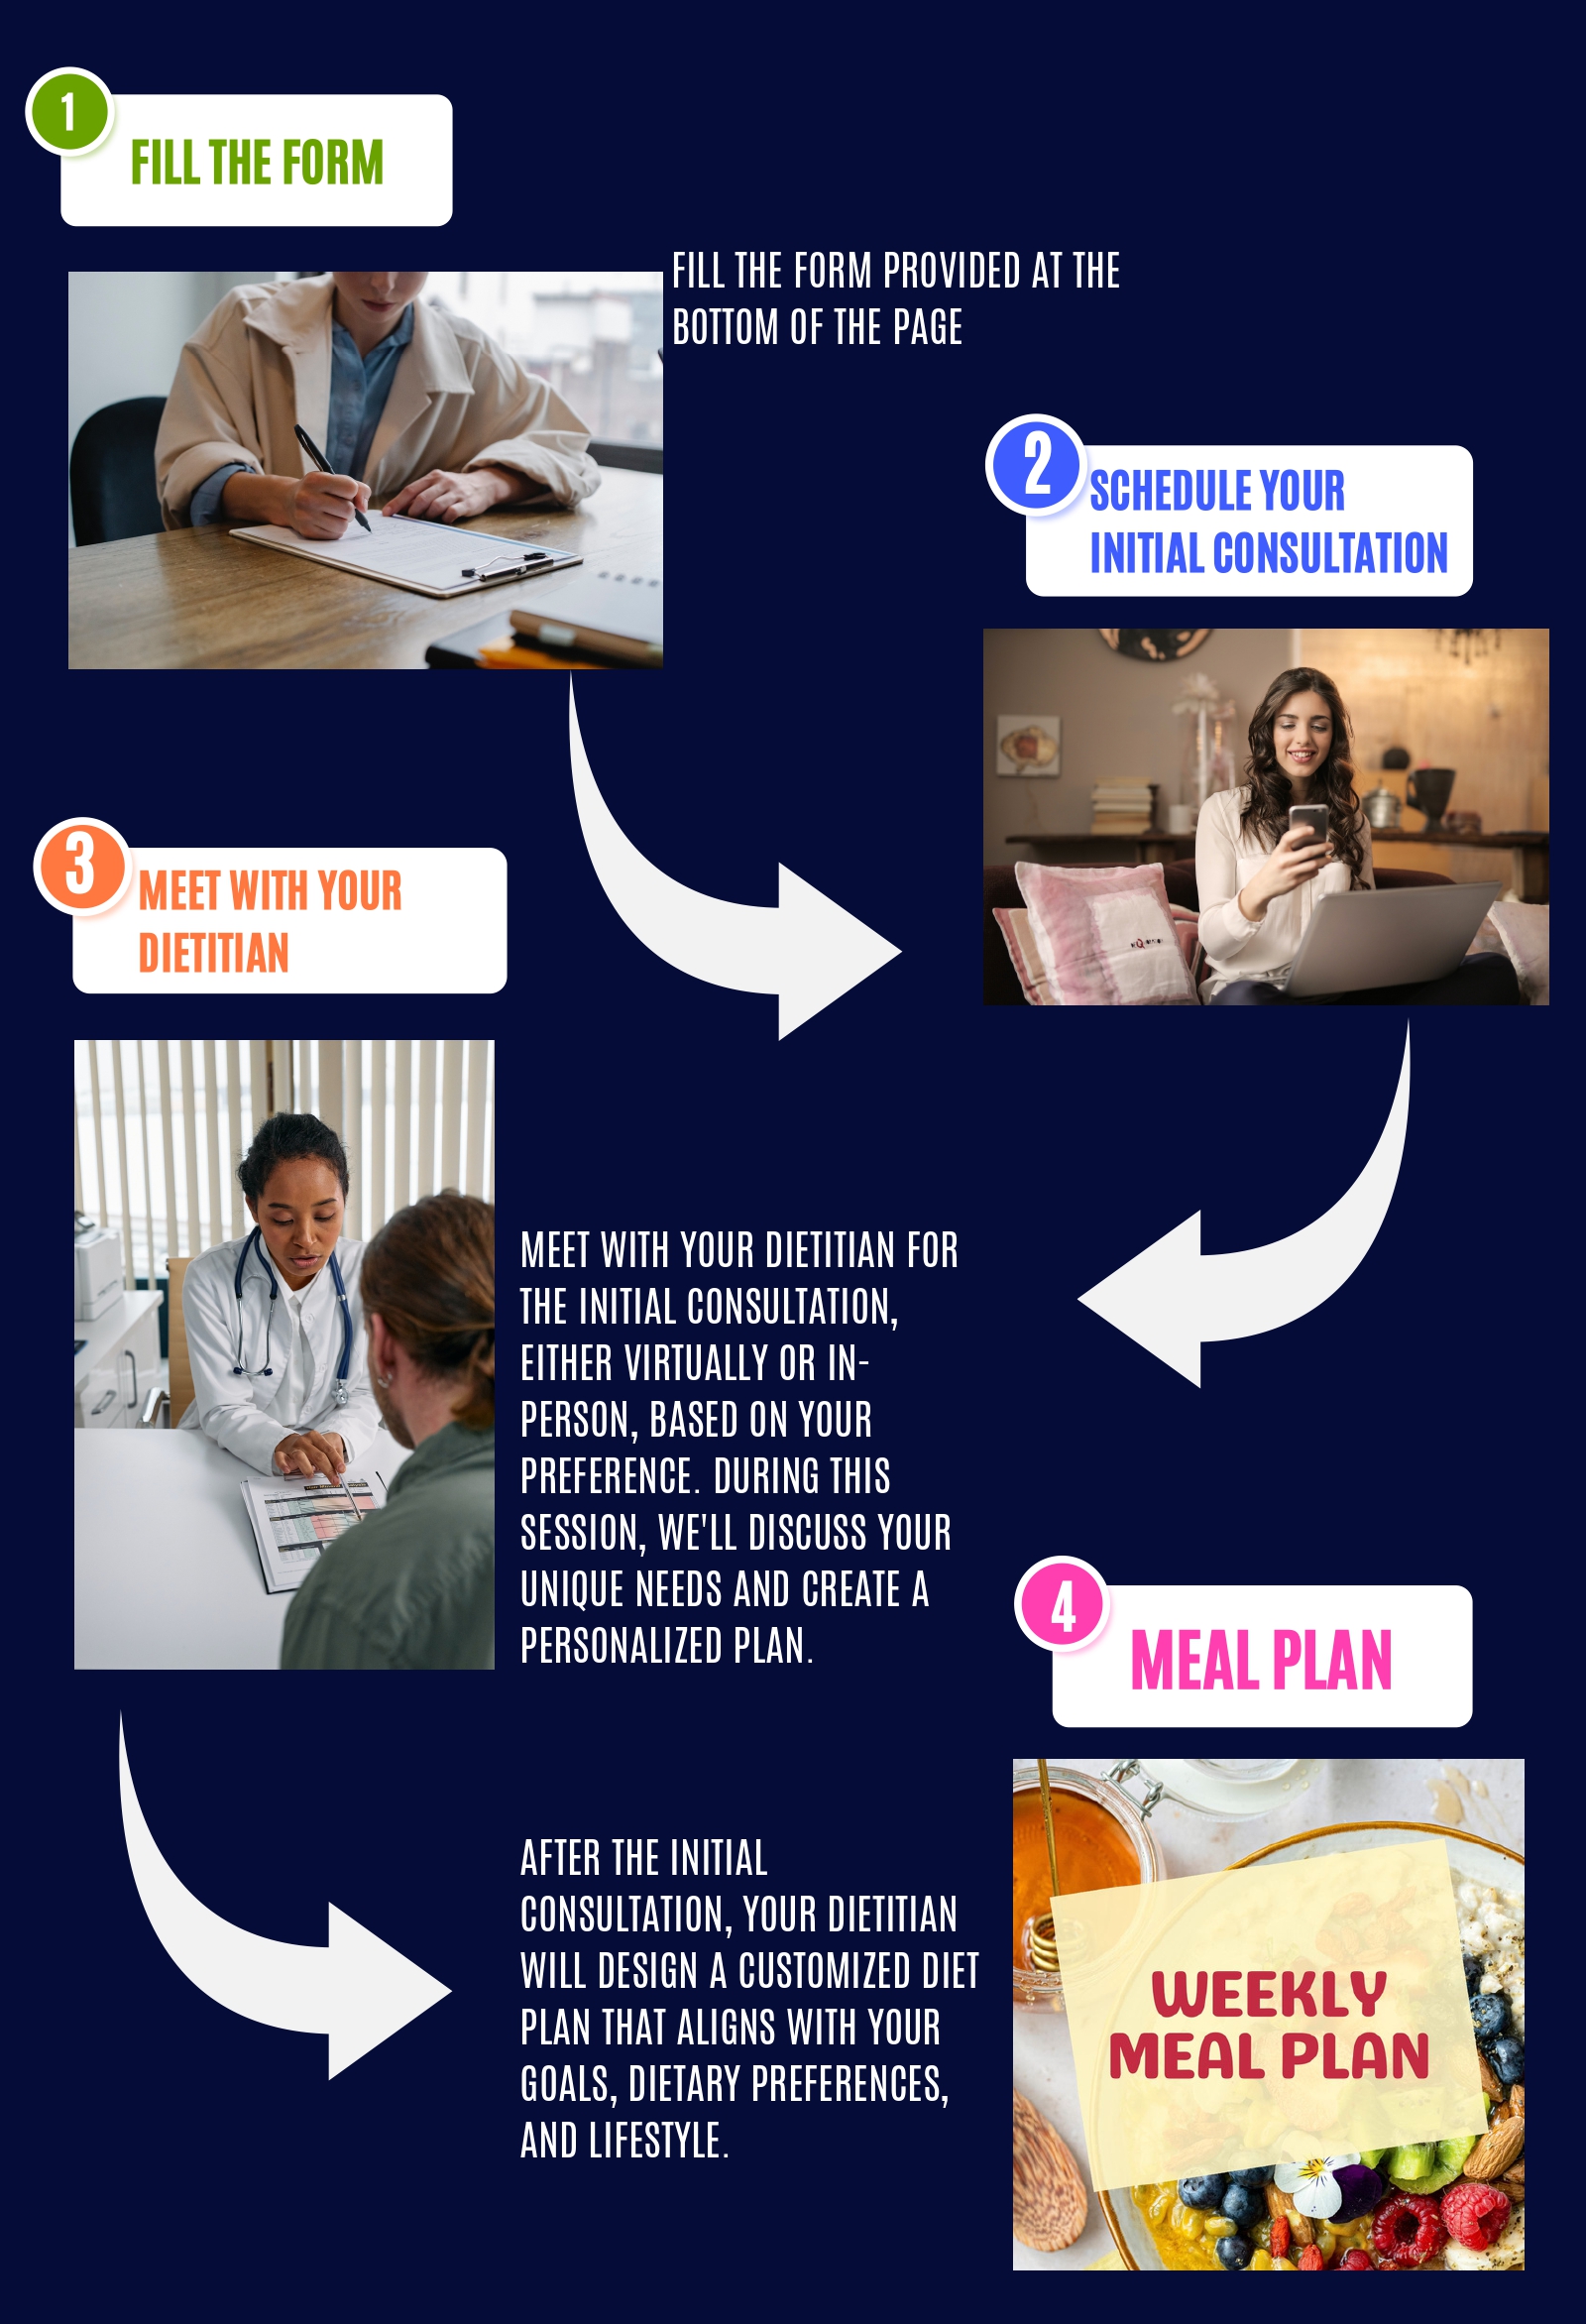 1
FILL THE FORM
FILL THE FORM PROVIDED AT THE
BOTTOM OF THE PAGE
2
SCHEDULE YOUR
INITIAL CONSULTATION
3
MEET WITH YOUR
DIETITIAN
MEET WITH YOUR DIETITIAN FOR
THE INITIAL CONSULTATION,
EITHER VIRTUALLY OR IN-
PERSON, BASED ON YOUR
PREFERENCE. DURING THIS
SESSION, WE'LL DISCUSS YOUR
UNIQUE NEEDS AND CREATE A
PERSONALIZED PLAN.
4
MEAL PLAN
AFTER THE INITIAL
CONSULTATION, YOUR DIETITIAN
WILL DESIGN A CUSTOMIZED DIET
PLAN THAT ALIGNS WITH YOUR
GOALS, DIETARY PREFERENCES,
AND LIFESTYLE.
WEEKLY
MEAL PLAN